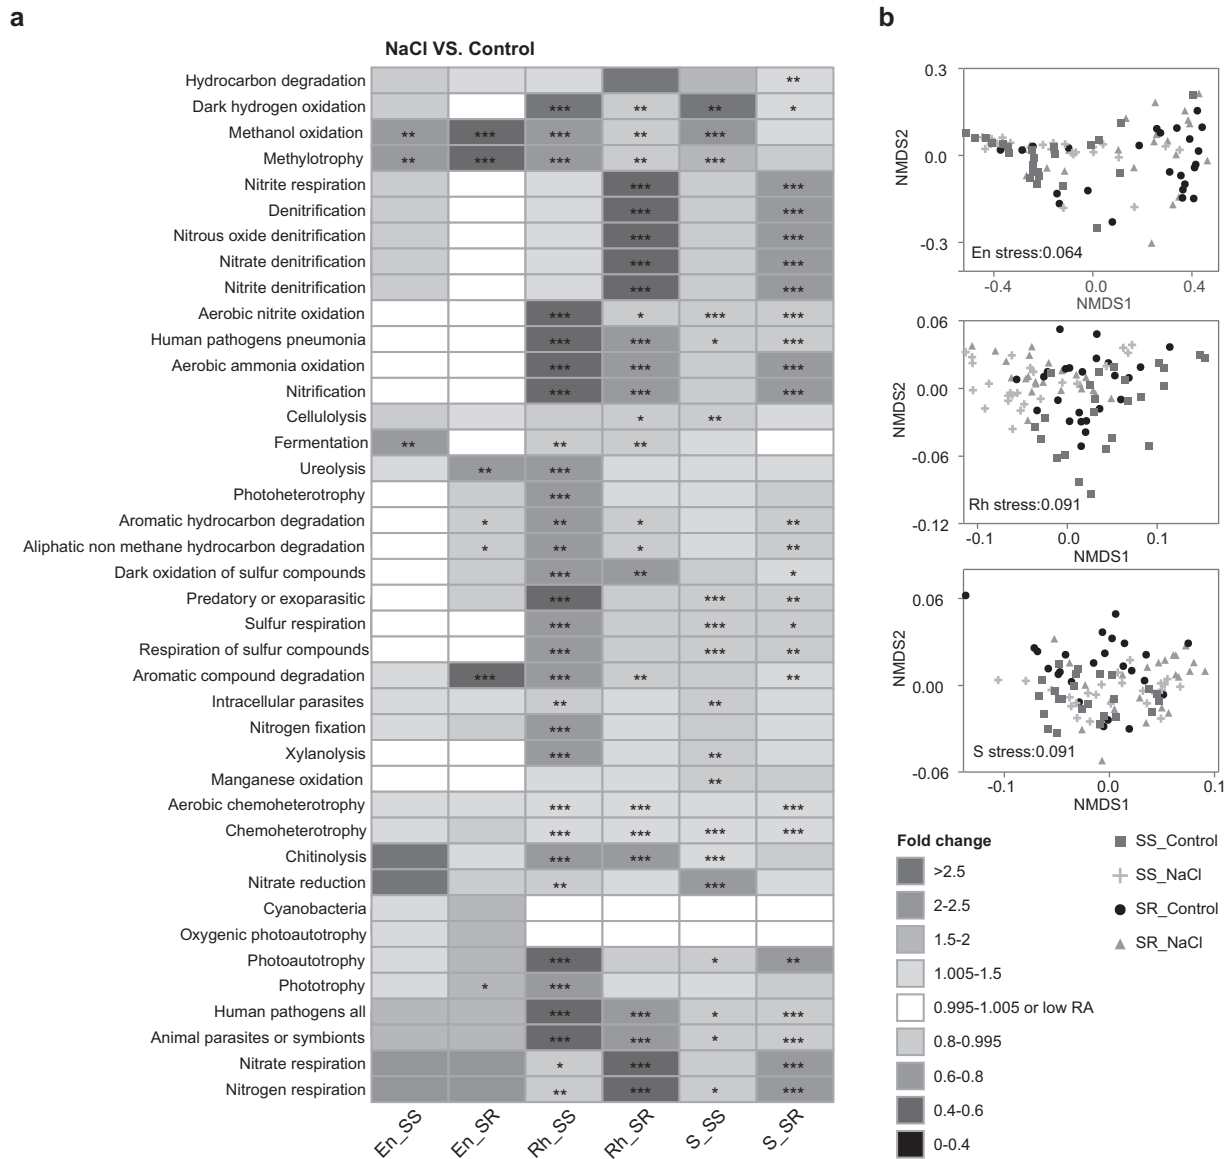 a
b
NaCl VS. Control
Hydrocarbon degradation **
Dark hydrogen oxidation *** ** ** *
Methanol oxidation ** *** *** ** ***
Methylotrophy ** *** *** ** ***
Nitrite respiration *** ***
Denitrification *** ***
Nitrous oxide denitrification *** ***
Nitrate denitrification *** ***
Nitrite denitrification *** ***
Aerobic nitrite oxidation *** * *** ***
Human pathogens pneumonia *** *** * ***
Aerobic ammonia oxidation *** *** ***
Nitrification *** *** ***
Cellulolysis * **
Fermentation ** ** **
Ureolysis ** ***
Photoheterotrophy ***
Aromatic hydrocarbon degradation * ** * **
Aliphatic non methane hydrocarbon degradation * ** * **
Dark oxidation of sulfur compounds *** ** *
Predatory or exoparasitic *** *** **
Sulfur respiration *** *** *
Respiration of sulfur compounds *** *** **
Aromatic compound degradation *** *** ** **
Intracellular parasites ** **
Nitrogen fixation ***
Xylanolysis *** **
Manganese oxidation **
Aerobic chemoheterotrophy *** *** ***
Chemoheterotrophy *** *** *** ***
Chitinolysis *** *** ***
Nitrate reduction ** ***
Cyanobacteria
Oxygenic photoautotrophy
Photoautotrophy *** * **
Phototrophy * ***
Human pathogens all *** *** * ***
Animal parasites or symbionts *** *** * ***
Nitrate respiration * *** ***
Nitrogen respiration ** *** * ***
En_SS En_SR Rh_SS Rh_SR S_SS S_SR
0.3
0.0
-0.3
NMDS2
En stress:0.064
-0.4 0.0 0.4
NMDS1
0.06
0.00
-0.06
-0.12
NMDS2
Rh stress:0.091
-0.1 0.0 0.1
NMDS1
0.06
0.00
-0.06
NMDS2
S stress:0.091
-0.1 0.0 0.1
NMDS1
Fold change
>2.5
2-2.5
1.5-2
1.005-1.5
0.995-1.005 or low RA
0.8-0.995
0.6-0.8
0.4-0.6
0-0.4
SS_Control
SS_NaCl
SR_Control
SR_NaCl